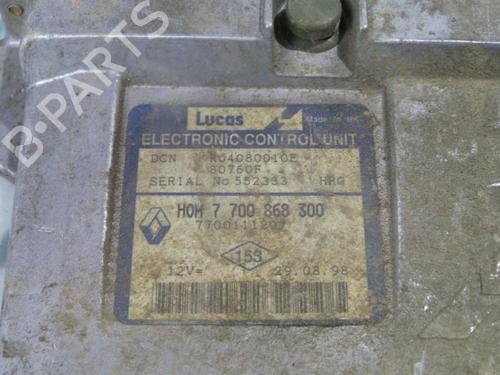 B-PARTS
Lucas Made in UK
ELECTRONIC CONTROL UNIT
DCN R04080010E
80760F
SERIAL No 552333 HRG
HOM 7 700 868 300
7700111207
153
12V= 29.08.98